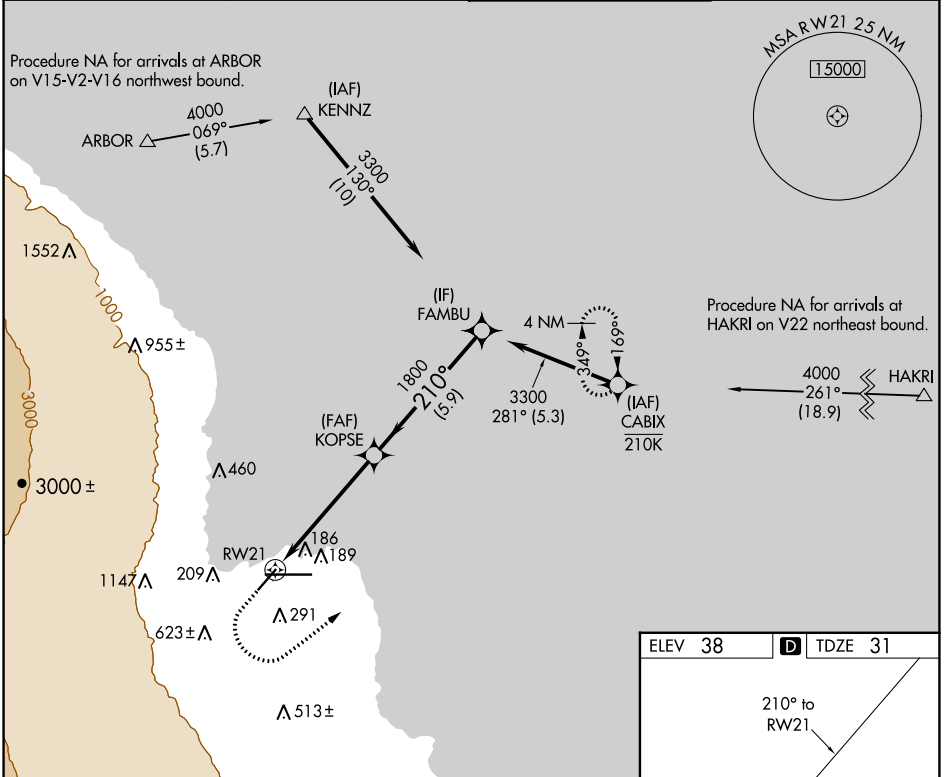 MSA RW21 25 NM
15000
Procedure NA for arrivals at ARBOR
on V15-V2-V16 northwest bound.
(IAF)
KENNZ
4000
069°
(5.7)
ARBOR
3300
130°
(10)
1552
1000
955±
(IF)
FAMBU
4 NM
349°
169°
Procedure NA for arrivals at
HAKRI on V22 northeast bound.
1800
210°
(5.9)
3300
281° (5.3)
(IAF)
CABIX
210K
4000
261°
(18.9)
HAKRI
3000
(FAF)
KOPSE
460
3000±
186
189
RW21
209
1147
291
623±
513±
ELEV 38
D
TDZE 31
210° to
RW21